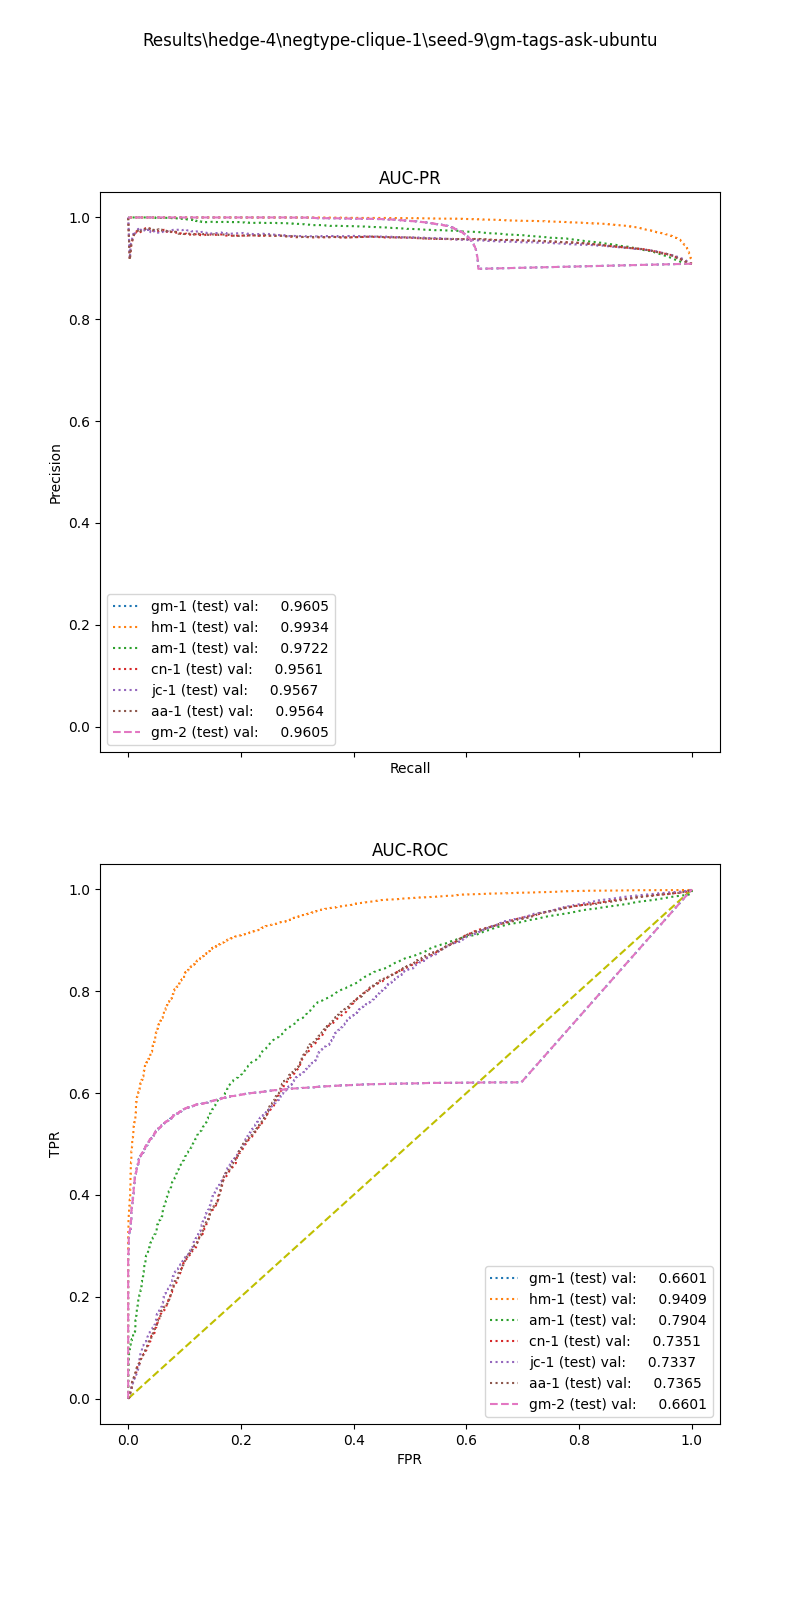 Results\hedge-4\negtype-clique-1\seed-9\gm-tags-ask-ubuntu
AUC-PR
1.0
0.8
0.6
0.4
0.2
0.0
Precision
gm-1 (test) val: 0.9605
hm-1 (test) val: 0.9934
am-1 (test) val: 0.9722
cn-1 (test) val: 0.9561
jc-1 (test) val: 0.9567
aa-1 (test) val: 0.9564
gm-2 (test) val: 0.9605
Recall
AUC-ROC
1.0
0.8
0.6
0.4
0.2
0.0
TPR
gm-1 (test) val: 0.6601
hm-1 (test) val: 0.9409
am-1 (test) val: 0.7904
cn-1 (test) val: 0.7351
jc-1 (test) val: 0.7337
aa-1 (test) val: 0.7365
gm-2 (test) val: 0.6601
0.0 0.2 0.4 0.6 0.8 1.0
FPR